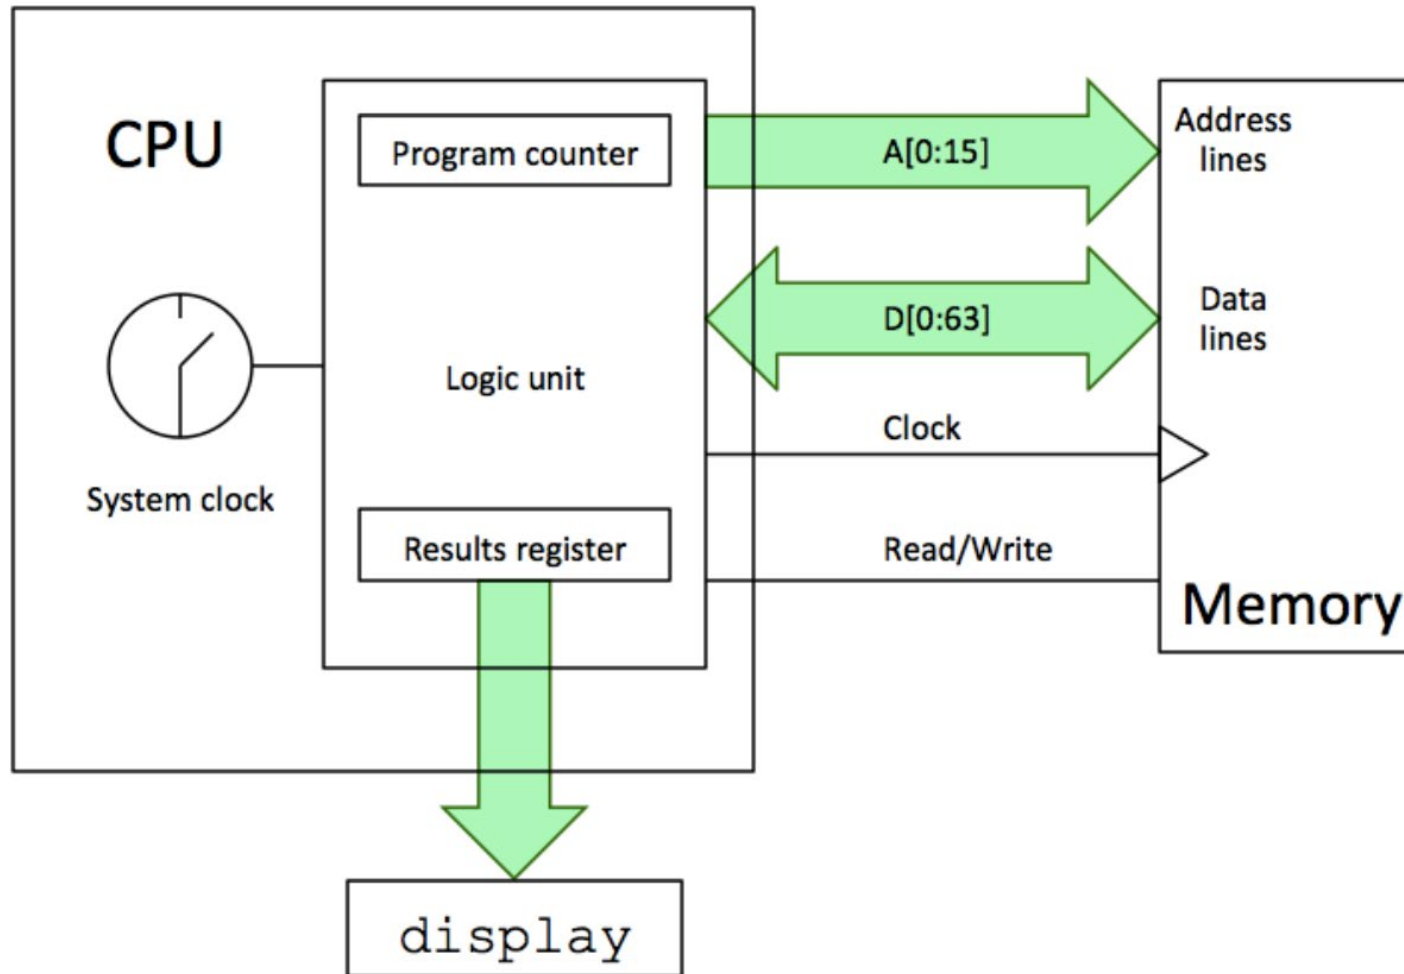 CPU
Program counter
Logic unit
System clock
Results register
A[0:15]
D[0:63]
Clock
Read/Write
Address
lines
Data
lines
Memory
display